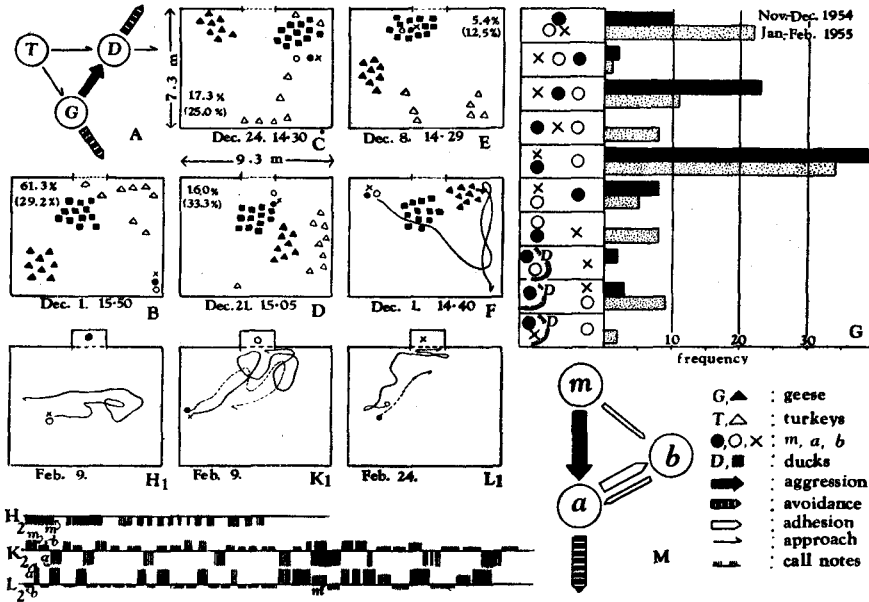 T
D
G
A
7.3 m
17.3%
(25.0%)
Dec. 24. 14·30
C
5.4%
(12.5%)
Dec. 8. 14·29
E
9.3 m
61.3%
(29.2%)
Dec. 1. 15·50
B
16.0%
(33.3%)
Dec. 21. 15·05
D
Dec. 1. 14·40
F
Feb. 9.
H1
Feb. 9.
K1
Feb. 24.
L1
H2
m
m
K2
b
a
L2
a
b
m
Nov.-Dec. 1954
Jan.-Feb. 1955
D
D
D
10
20
30
G
frequency
m
b
a
M
G, ▲ : geese
T, △ : turkeys
●, ○, × : m, a, b
D, ■ : ducks
: aggression
: avoidance
: adhesion
: approach
: call notes